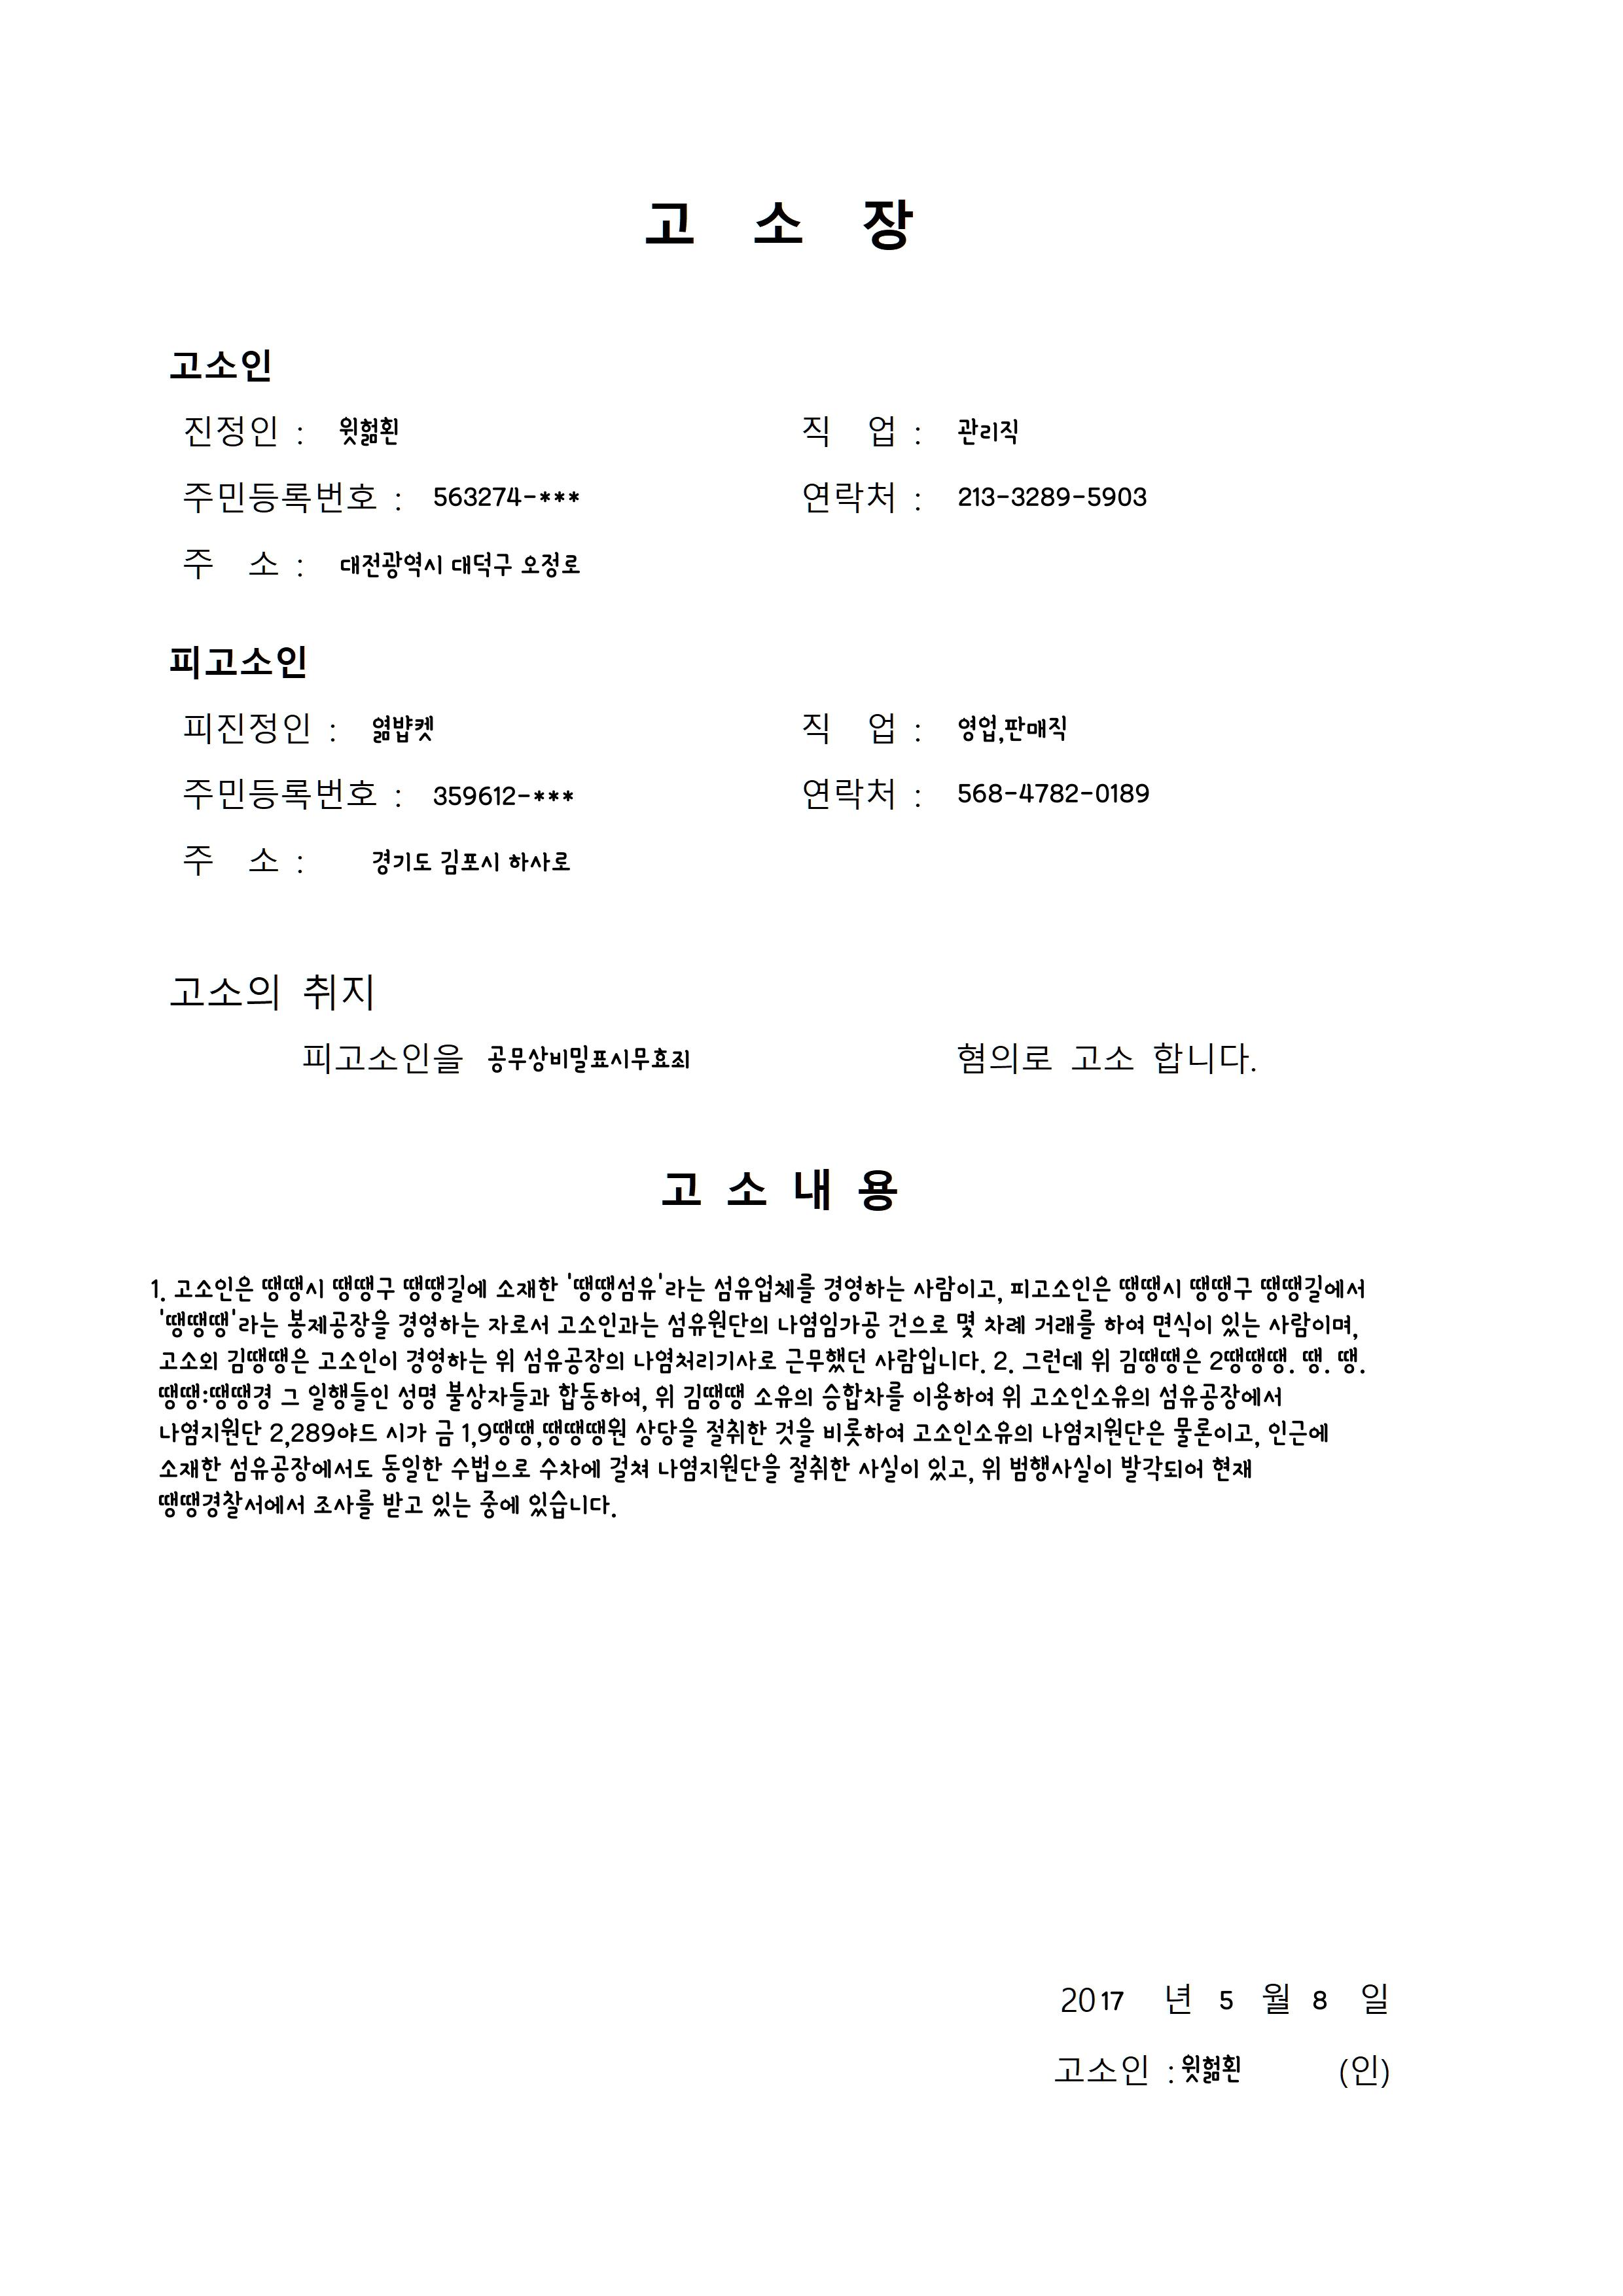 고 소 장
고소인
진정인 : 윗헒횐 직 업 : 관리직
주민등록번호 : 563274-*** 연락처 : 213-3289-5903
주 소 : 대전광역시 대덕구 오정로
피고소인
피진정인 : 엶뱝켓 직 업 : 영업,판매직
주민등록번호 : 359612-*** 연락처 : 568-4782-0189
주 소 : 경기도 김포시 하사로
고소의 취지
피고소인을 공무상비밀표시무효죄 혐의로 고소 합니다.
고 소 내 용
1. 고소인은 땡땡시 땡땡구 땡땡길에 소재한 '땡땡섬유'라는 섬유업체를 경영하는 사람이고, 피고소인은 땡땡시 땡땡구 땡땡길에서
'땡땡땡'라는 봉제공장을 경영하는 자로서 고소인과는 섬유원단의 나염임가공 건으로 몇 차례 거래를 하여 면식이 있는 사람이며,
고소외 김땡땡은 고소인이 경영하는 위 섬유공장의 나염처리기사로 근무했던 사람입니다. 2. 그런데 위 김땡땡은 2땡땡땡. 땡. 땡.
땡땡:땡땡경 그 일행들인 성명 불상자들과 합동하여, 위 김땡땡 소유의 승합차를 이용하여 위 고소인소유의 섬유공장에서
나염지원단 2,289야드 시가 금 1,9땡땡,땡땡땡원 상당을 절취한 것을 비롯하여 고소인소유의 나염지원단은 물론이고, 인근에
소재한 섬유공장에서도 동일한 수법으로 수차에 걸쳐 나염지원단을 절취한 사실이 있고, 위 범행사실이 발각되어 현재
땡땡경찰서에서 조사를 받고 있는 중에 있습니다.
2017 년 5 월 8 일
고소인 : 윗헒횐 (인)